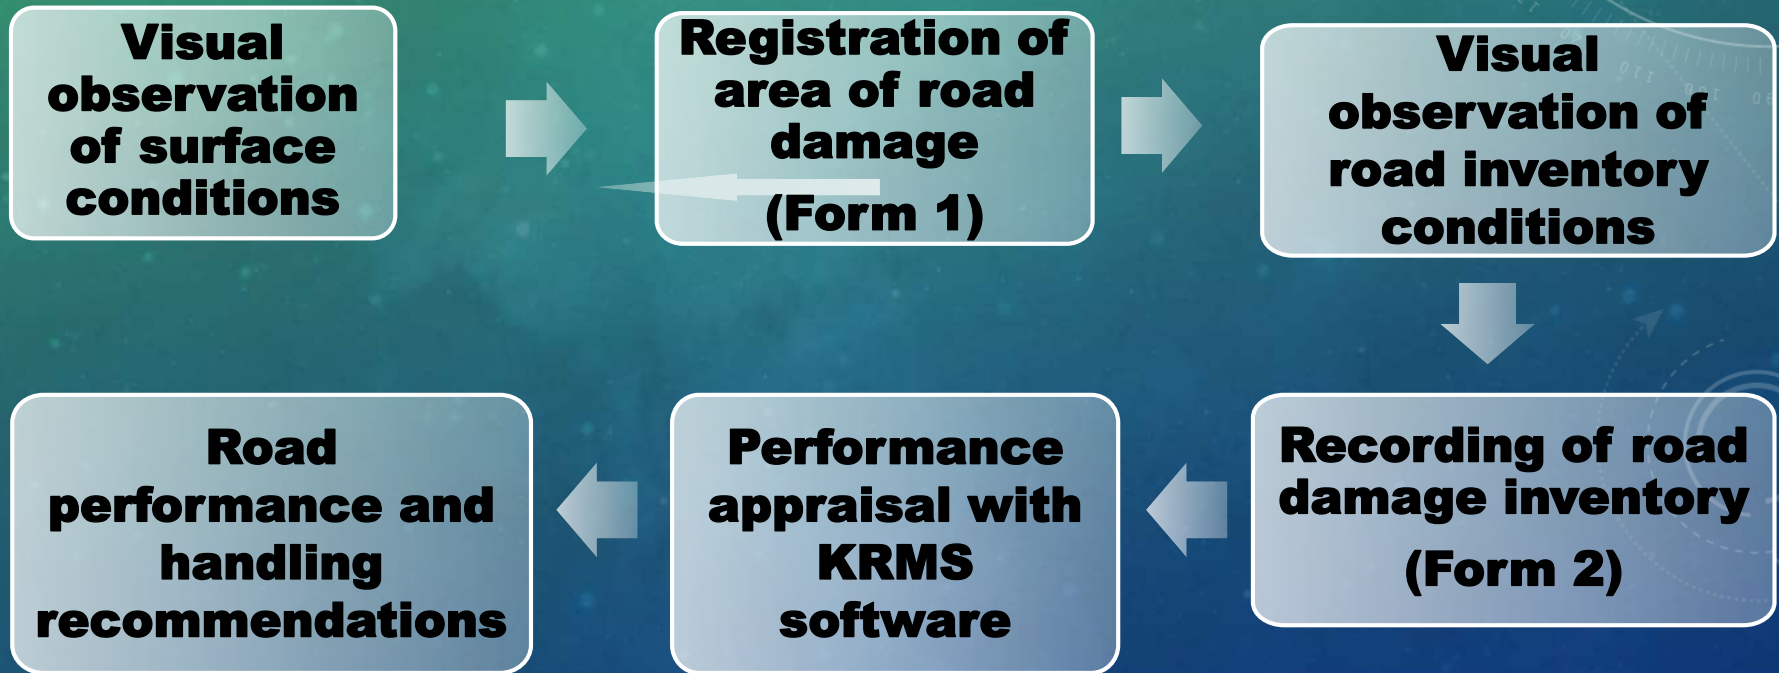 Visual
observation
of surface
conditions
Registration of
area of road
damage
(Form 1)
Visual
observation of
road inventory
conditions
Recording of road
damage inventory
(Form 2)
Performance
appraisal with
KRMS
software
Road
performance and
handling
recommendations